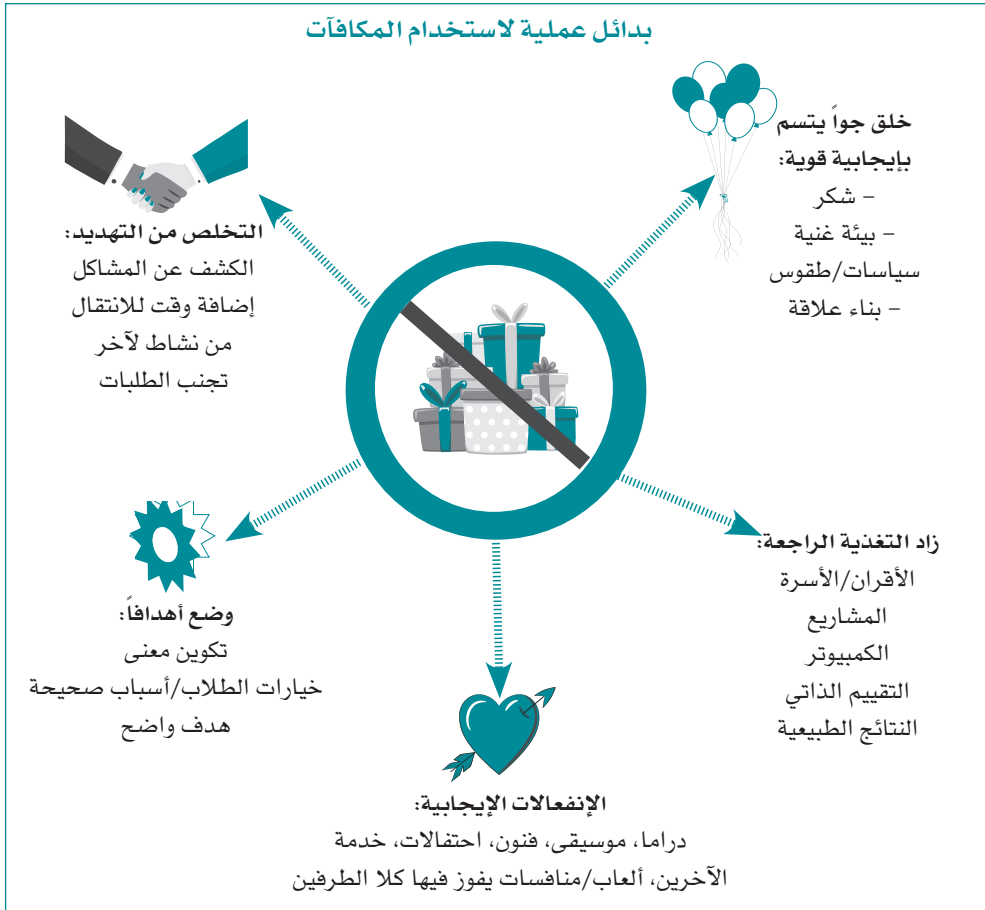 بدائل عملية لاستخدام المكافآت
خلق جواً يتسم
بإيجابية قوية:
– شكر
– بيئة غنية
سياسات/طقوس
– بناء علاقة
التخلص من التهديد:
الكشف عن المشاكل
إضافة وقت للانتقال
من نشاط لآخر
تجنب الطلبات
زاد التغذية الراجعة:
الأقران/الأسرة
المشاريع
الكمبيوتر
التقييم الذاتي
النتائج الطبيعية
وضع أهدافاً:
تكوين معنى
خيارات الطلاب/أسباب صحيحة
هدف واضح
الإنفعالات الإيجابية:
دراما، موسيقى، فنون، احتفالات، خدمة
الآخرين، ألعاب/منافسات يفوز فيها كلا الطرفين